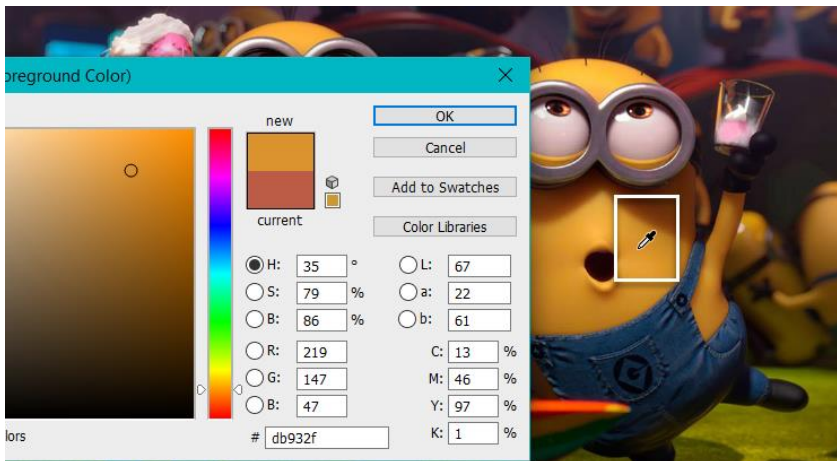 oreground Color)
new
current
OK
Cancel
Add to Swatches
Color Libraries
H: 35 °
S: 79 %
B: 86 %
R: 219
G: 147
B: 47
# db932f
L: 67
a: 22
b: 61
C: 13 %
M: 46 %
Y: 97 %
K: 1 %
lors